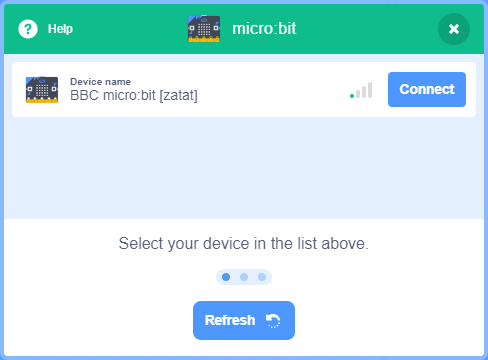 Help
micro:bit
Device name
BBC micro:bit [zatat]
Connect
Select your device in the list above.
Refresh